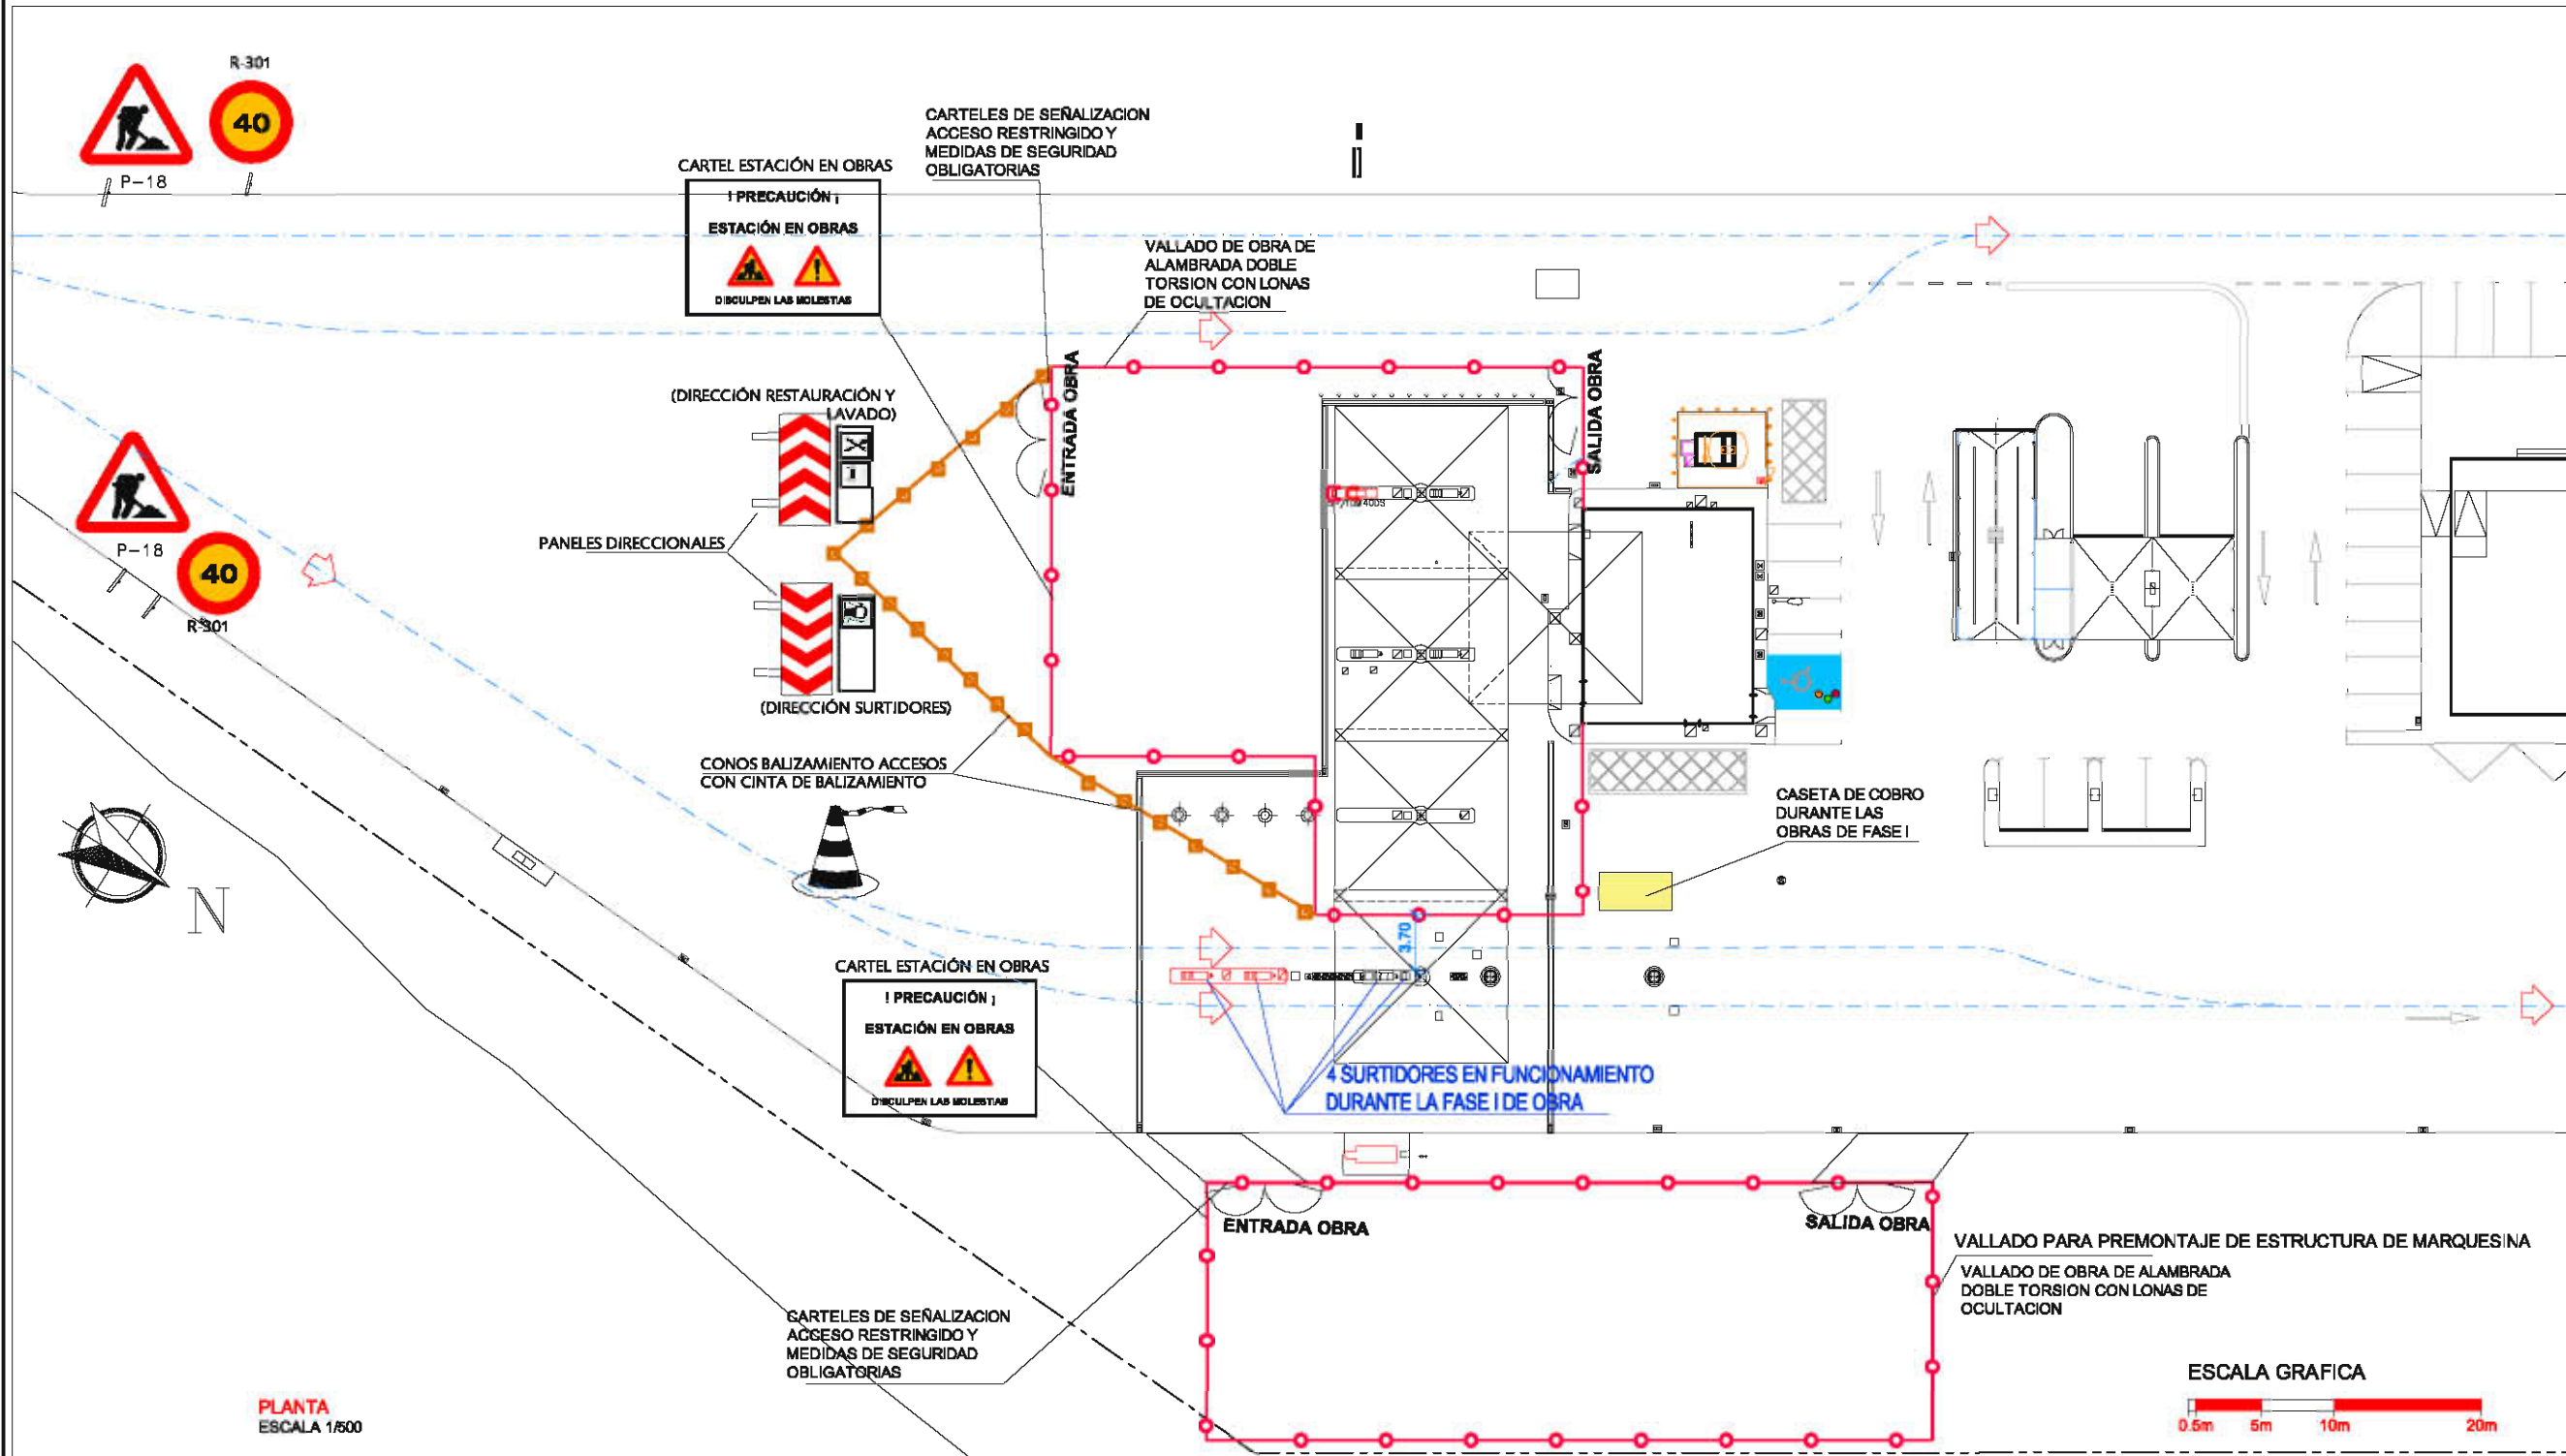 R-301
40
P-18
CARTELES DE SEÑALIZACION
ACCESO RESTRINGIDO Y
MEDIDAS DE SEGURIDAD
OBLIGATORIAS
CARTEL ESTACIÓN EN OBRAS
! PRECAUCIÓN ¡
ESTACIÓN EN OBRAS
DISCULPEN LAS MOLESTIAS
VALLADO DE OBRA DE
ALAMBRADA DOBLE
TORSION CON LONAS
DE OCULTACION
ENTRADA OBRA
SALIDA OBRA
(DIRECCIÓN RESTAURACIÓN Y
LAVADO)
PANELES DIRECCIONALES
P-18
40
R-301
(DIRECCIÓN SURTIDORES)
CONOS BALIZAMIENTO ACCESOS
CON CINTA DE BALIZAMIENTO
CASETA DE COBRO
DURANTE LAS
OBRAS DE FASE I
N
3.70
CARTEL ESTACIÓN EN OBRAS
! PRECAUCIÓN ¡
ESTACIÓN EN OBRAS
DISCULPEN LAS MOLESTIAS
4 SURTIDORES EN FUNCIONAMIENTO
DURANTE LA FASE I DE OBRA
ENTRADA OBRA
SALIDA OBRA
VALLADO PARA PREMONTAJE DE ESTRUCTURA DE MARQUESINA
VALLADO DE OBRA DE ALAMBRADA
DOBLE TORSION CON LONAS DE
OCULTACION
CARTELES DE SEÑALIZACION
ACCESO RESTRINGIDO Y
MEDIDAS DE SEGURIDAD
OBLIGATORIAS
ESCALA GRAFICA
0.5m 5m 10m 20m
PLANTA
ESCALA 1/500